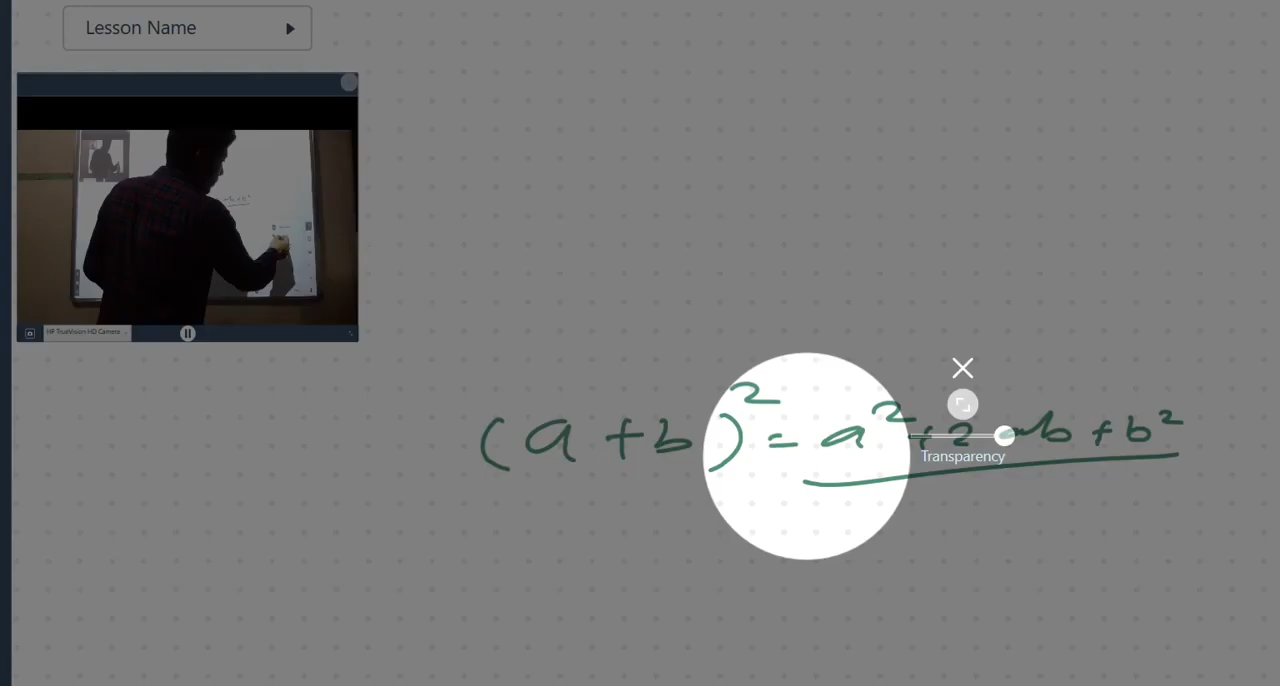 Lesson Name
HP TrueVision HD Camera
(a+b)² = a²+2ab+b²
Transparency